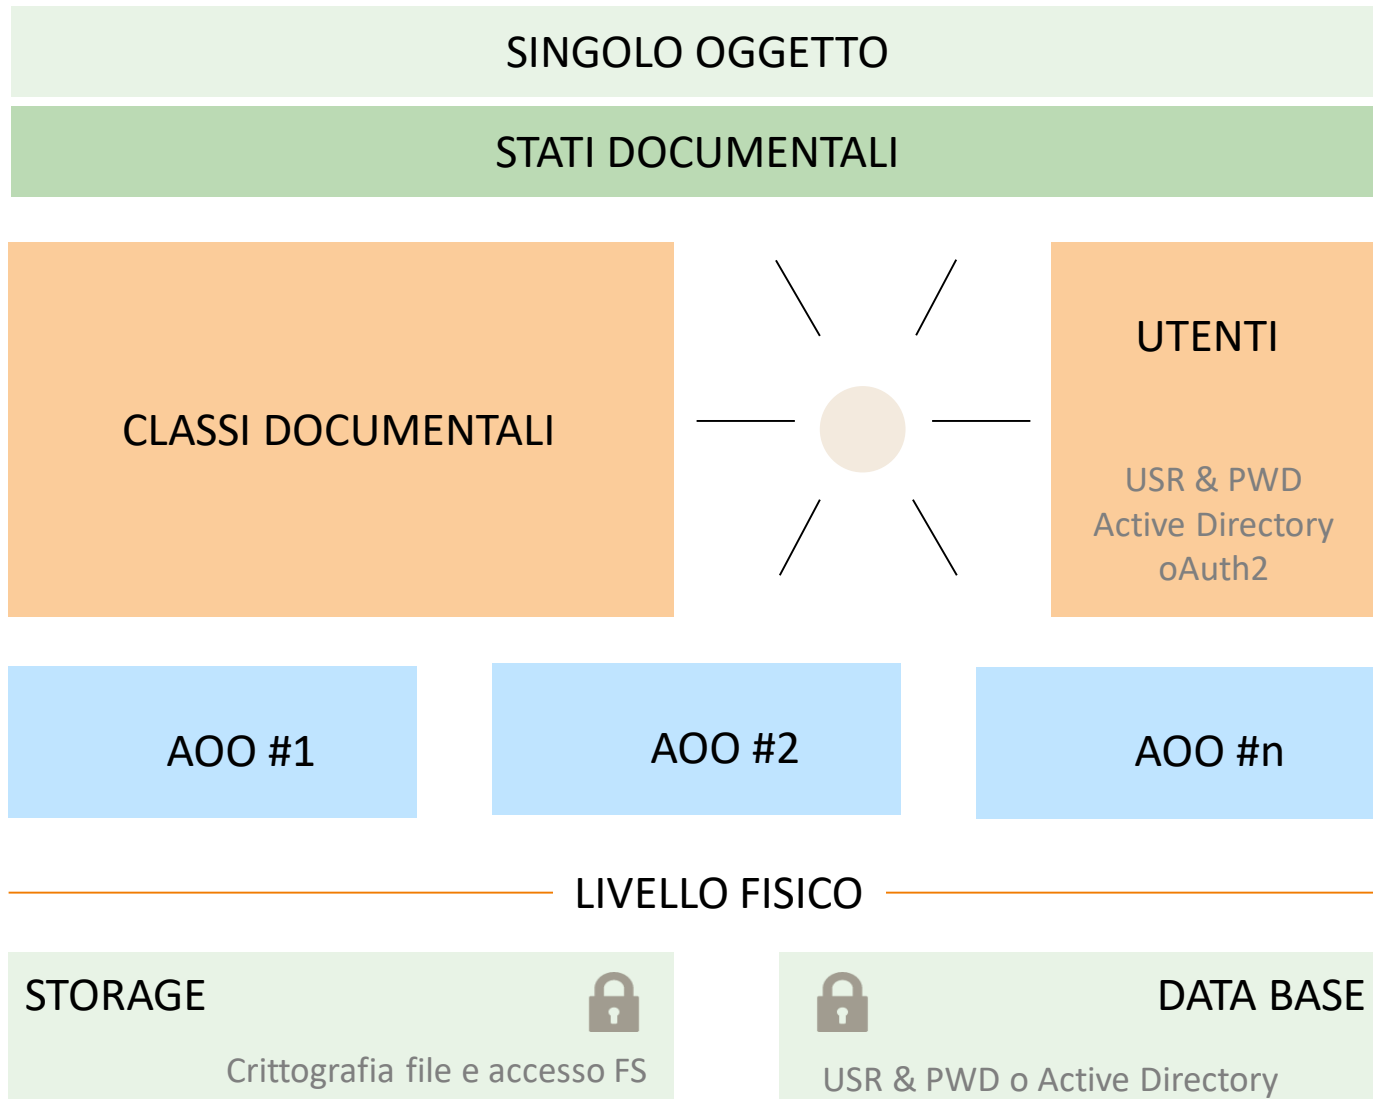 SINGOLO OGGETTO
STATI DOCUMENTALI
CLASSI DOCUMENTALI
UTENTI
USR & PWD
Active Directory
oAuth2
AOO #1
AOO #2
AOO #n
LIVELLO FISICO
STORAGE
Crittografia file e accesso FS
DATA BASE
USR & PWD o Active Directory